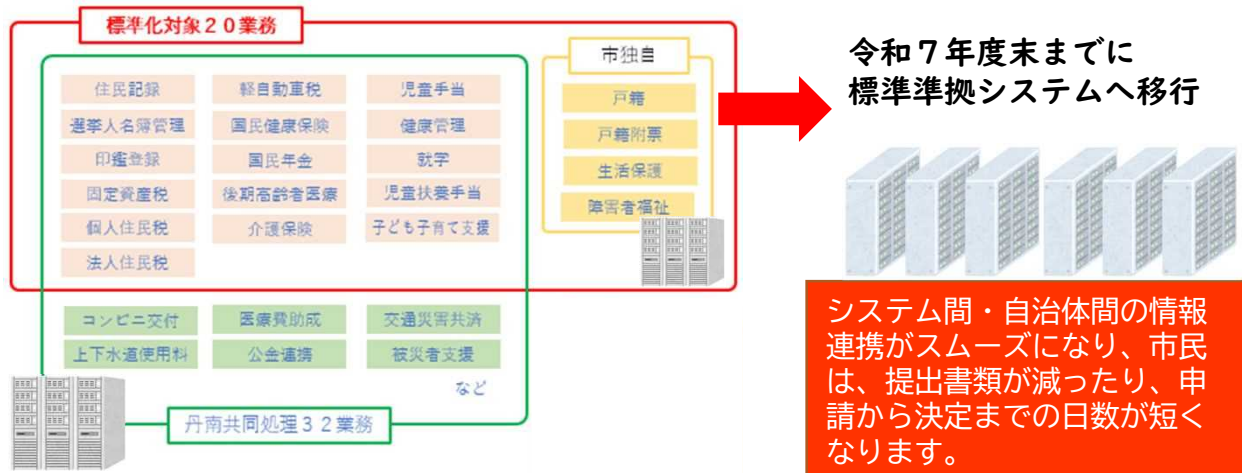 標準化対象20業務
住民記録
選挙人名簿管理
印鑑登録
固定資産税
個人住民税
法人住民税
軽自動車税
国民健康保険
国民年金
後期高齢者医療
介護保険
児童手当
健康管理
就学
児童扶養手当
子ども子育て支援
市独自
戸籍
戸籍附票
生活保護
障害者福祉
コンビニ交付
上下水道使用料
医療費助成
公金連携
交通災害共済
被災者支援
など
丹南共同処理32業務
令和7年度末までに
標準準拠システムへ移行
システム間・自治体間の情報
連携がスムーズになり、市民
は、提出書類が減ったり、申
請から決定までの日数が短く
なります。